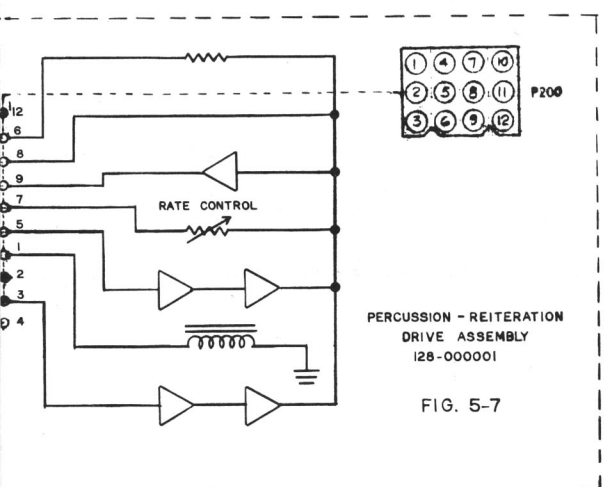 1 4 7 10
2 5 8 11 P200
3 6 9 12
12
6
8
9
7
RATE CONTROL
5
1
2
3
4
PERCUSSION - REITERATION
DRIVE ASSEMBLY
128-000001
FIG. 5-7